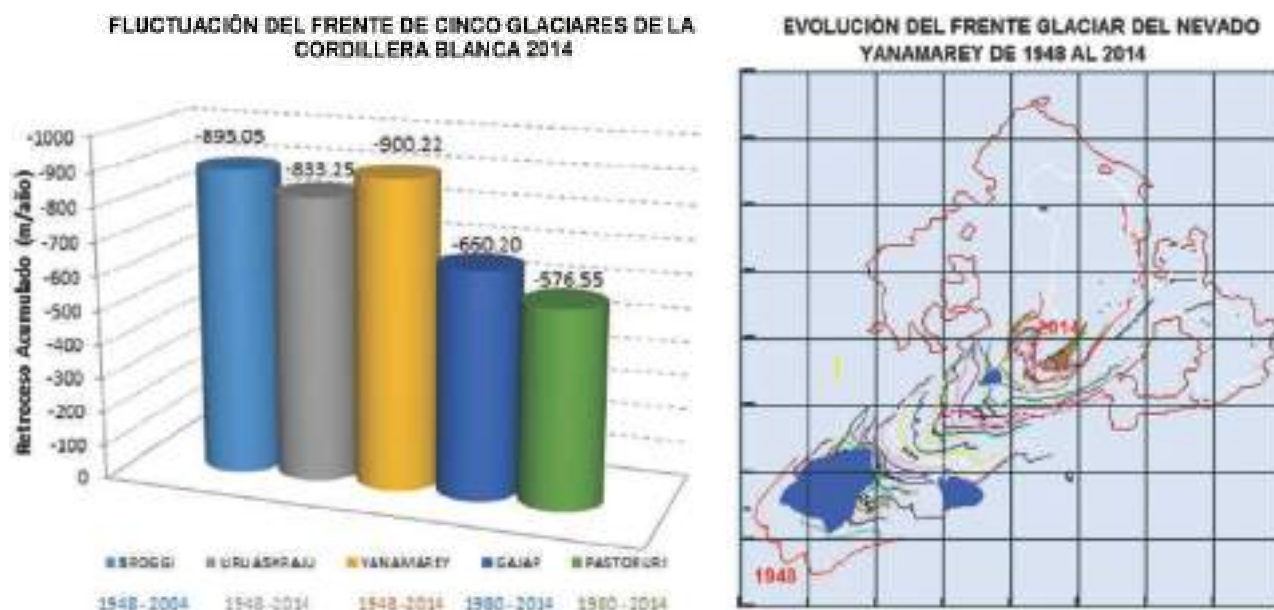 FLUCTUACIÓN DEL FRENTE DE CINCO GLACIARES DE LA
CORDILLERA BLANCA 2014
Retroceso Acumulado (m/año)
-1000
-900
-800
-700
-600
-500
-400
-300
-200
-100
0
-895.05
-833.25
-900.22
-660.20
-576.55
BROGGI
URUASHRAJU
YANAMAREY
GAJAP
PASTORURI
1948 - 2004
1948 - 2014
1948 - 2014
1980 - 2014
1980 - 2014
EVOLUCIÓN DEL FRENTE GLACIAR DEL NEVADO
YANAMAREY DE 1948 AL 2014
2014
1948